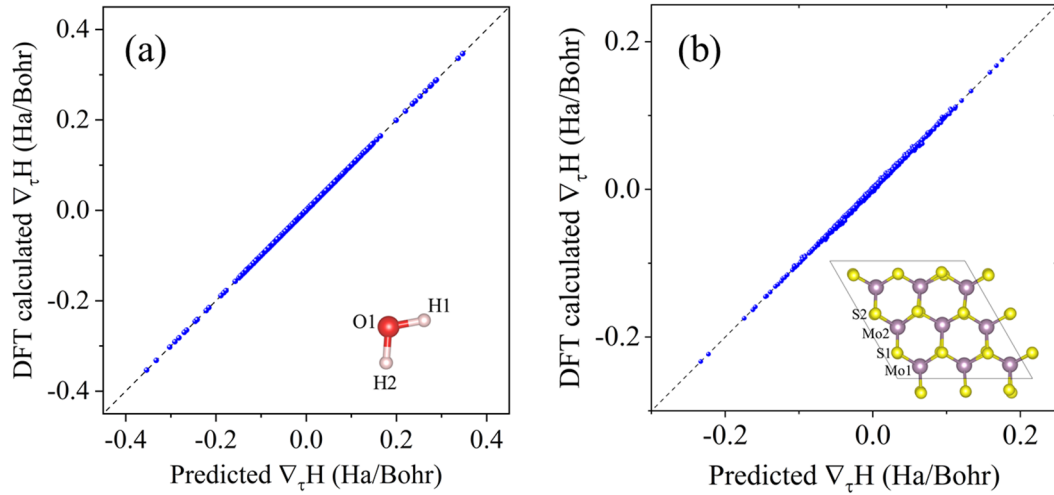 (a)
DFT calculated ∇τH (Ha/Bohr)
0.4
0.2
0.0
-0.2
-0.4
-0.4
-0.2
0.0
0.2
0.4
Predicted ∇τH (Ha/Bohr)
O1
H1
H2
(b)
DFT calculated ∇τH (Ha/Bohr)
0.2
0.0
-0.2
-0.2
0.0
0.2
Predicted ∇τH (Ha/Bohr)
S2
Mo2
S1
Mo1